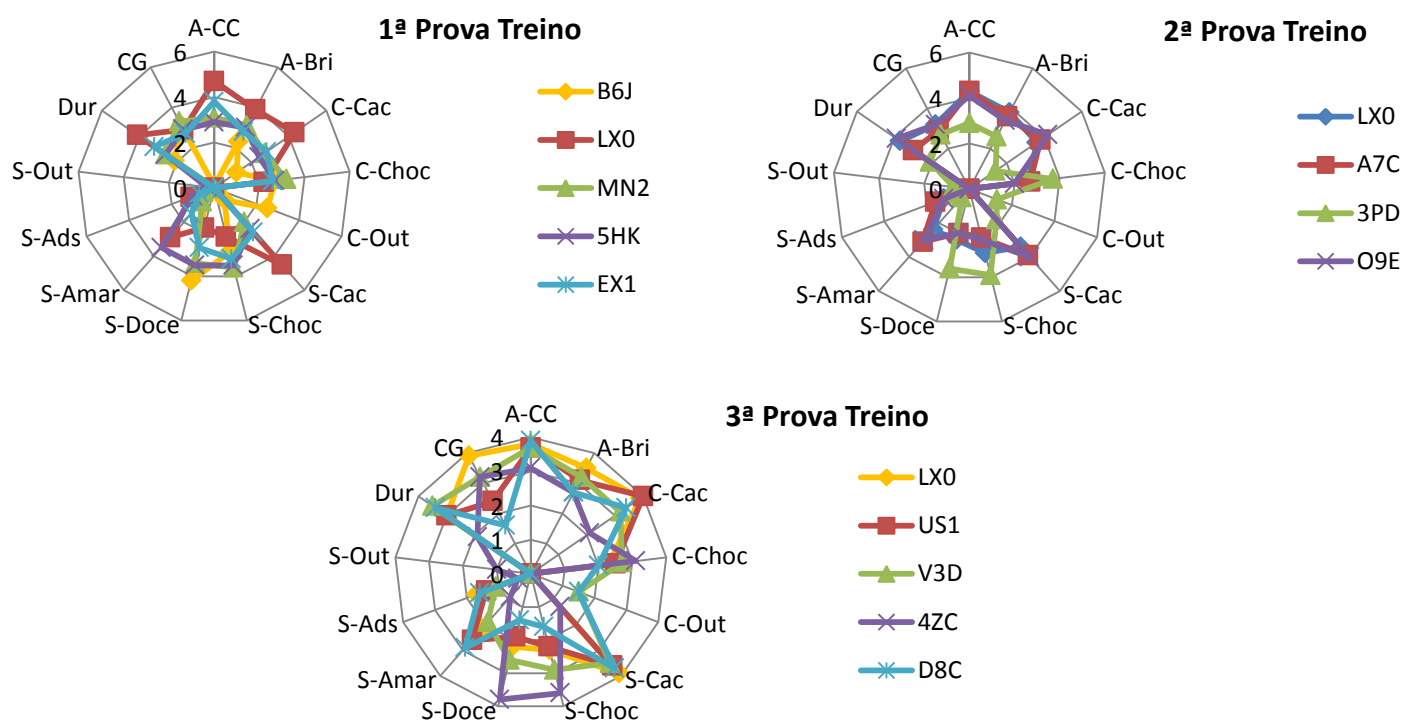 1ª Prova Treino
A-CC
A-Bri
C-Cac
C-Choc
C-Out
S-Cac
S-Choc
S-Doce
S-Amar
S-Ads
S-Out
Dur
CG
6
4
2
0
B6J
LX0
MN2
5HK
EX1
2ª Prova Treino
A-CC
A-Bri
C-Cac
C-Choc
C-Out
S-Cac
S-Choc
S-Doce
S-Amar
S-Ads
S-Out
Dur
CG
6
4
2
0
LX0
A7C
3PD
O9E
3ª Prova Treino
A-CC
A-Bri
C-Cac
C-Choc
C-Out
S-Cac
S-Choc
S-Doce
S-Amar
S-Ads
S-Out
Dur
CG
4
3
2
1
0
LX0
US1
V3D
4ZC
D8C